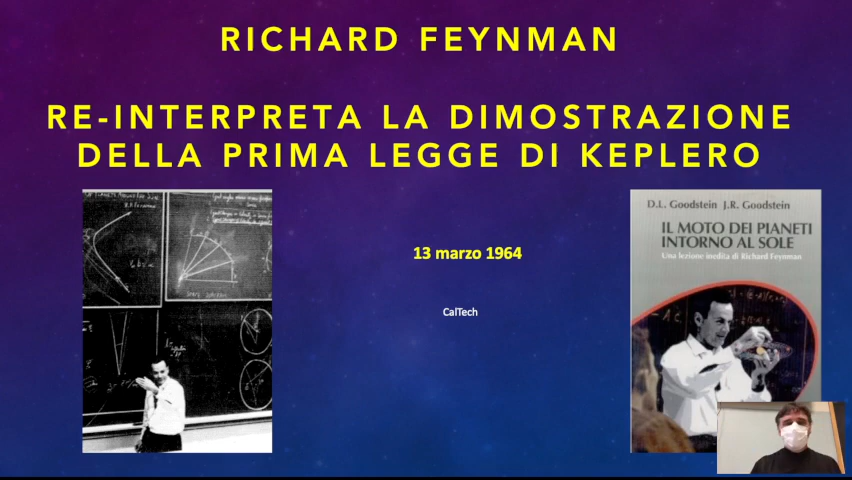 RICHARD FEYNMAN
RE-INTERPRETA LA DIMOSTRAZIONE
DELLA PRIMA LEGGE DI KEPLERO
13 marzo 1964
CalTech
D.L. Goodstein J.R. Goodstein
IL MOTO DEI PIANETI
INTORNO AL SOLE
Una lezione inedita di Richard Feynman